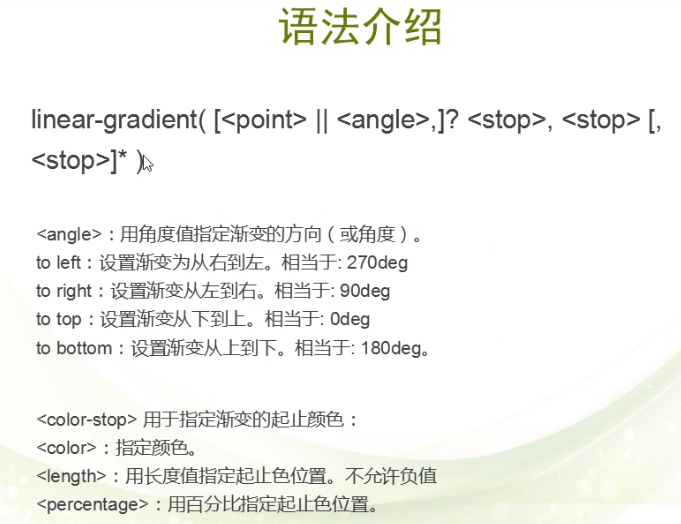 语法介绍
linear-gradient( [<point> || <angle>,]? <stop>, <stop> [,
<stop>]* )
<angle>：用角度值指定渐变的方向（或角度）。
to left：设置渐变为从右到左。相当于: 270deg
to right：设置渐变从左到右。相当于: 90deg
to top：设置渐变从下到上。相当于: 0deg
to bottom：设置渐变从上到下。相当于: 180deg。
<color-stop> 用于指定渐变的起止颜色：
<color>：指定颜色。
<length>：用长度值指定起止色位置。不允许负值
<percentage>：用百分比指定起止色位置。